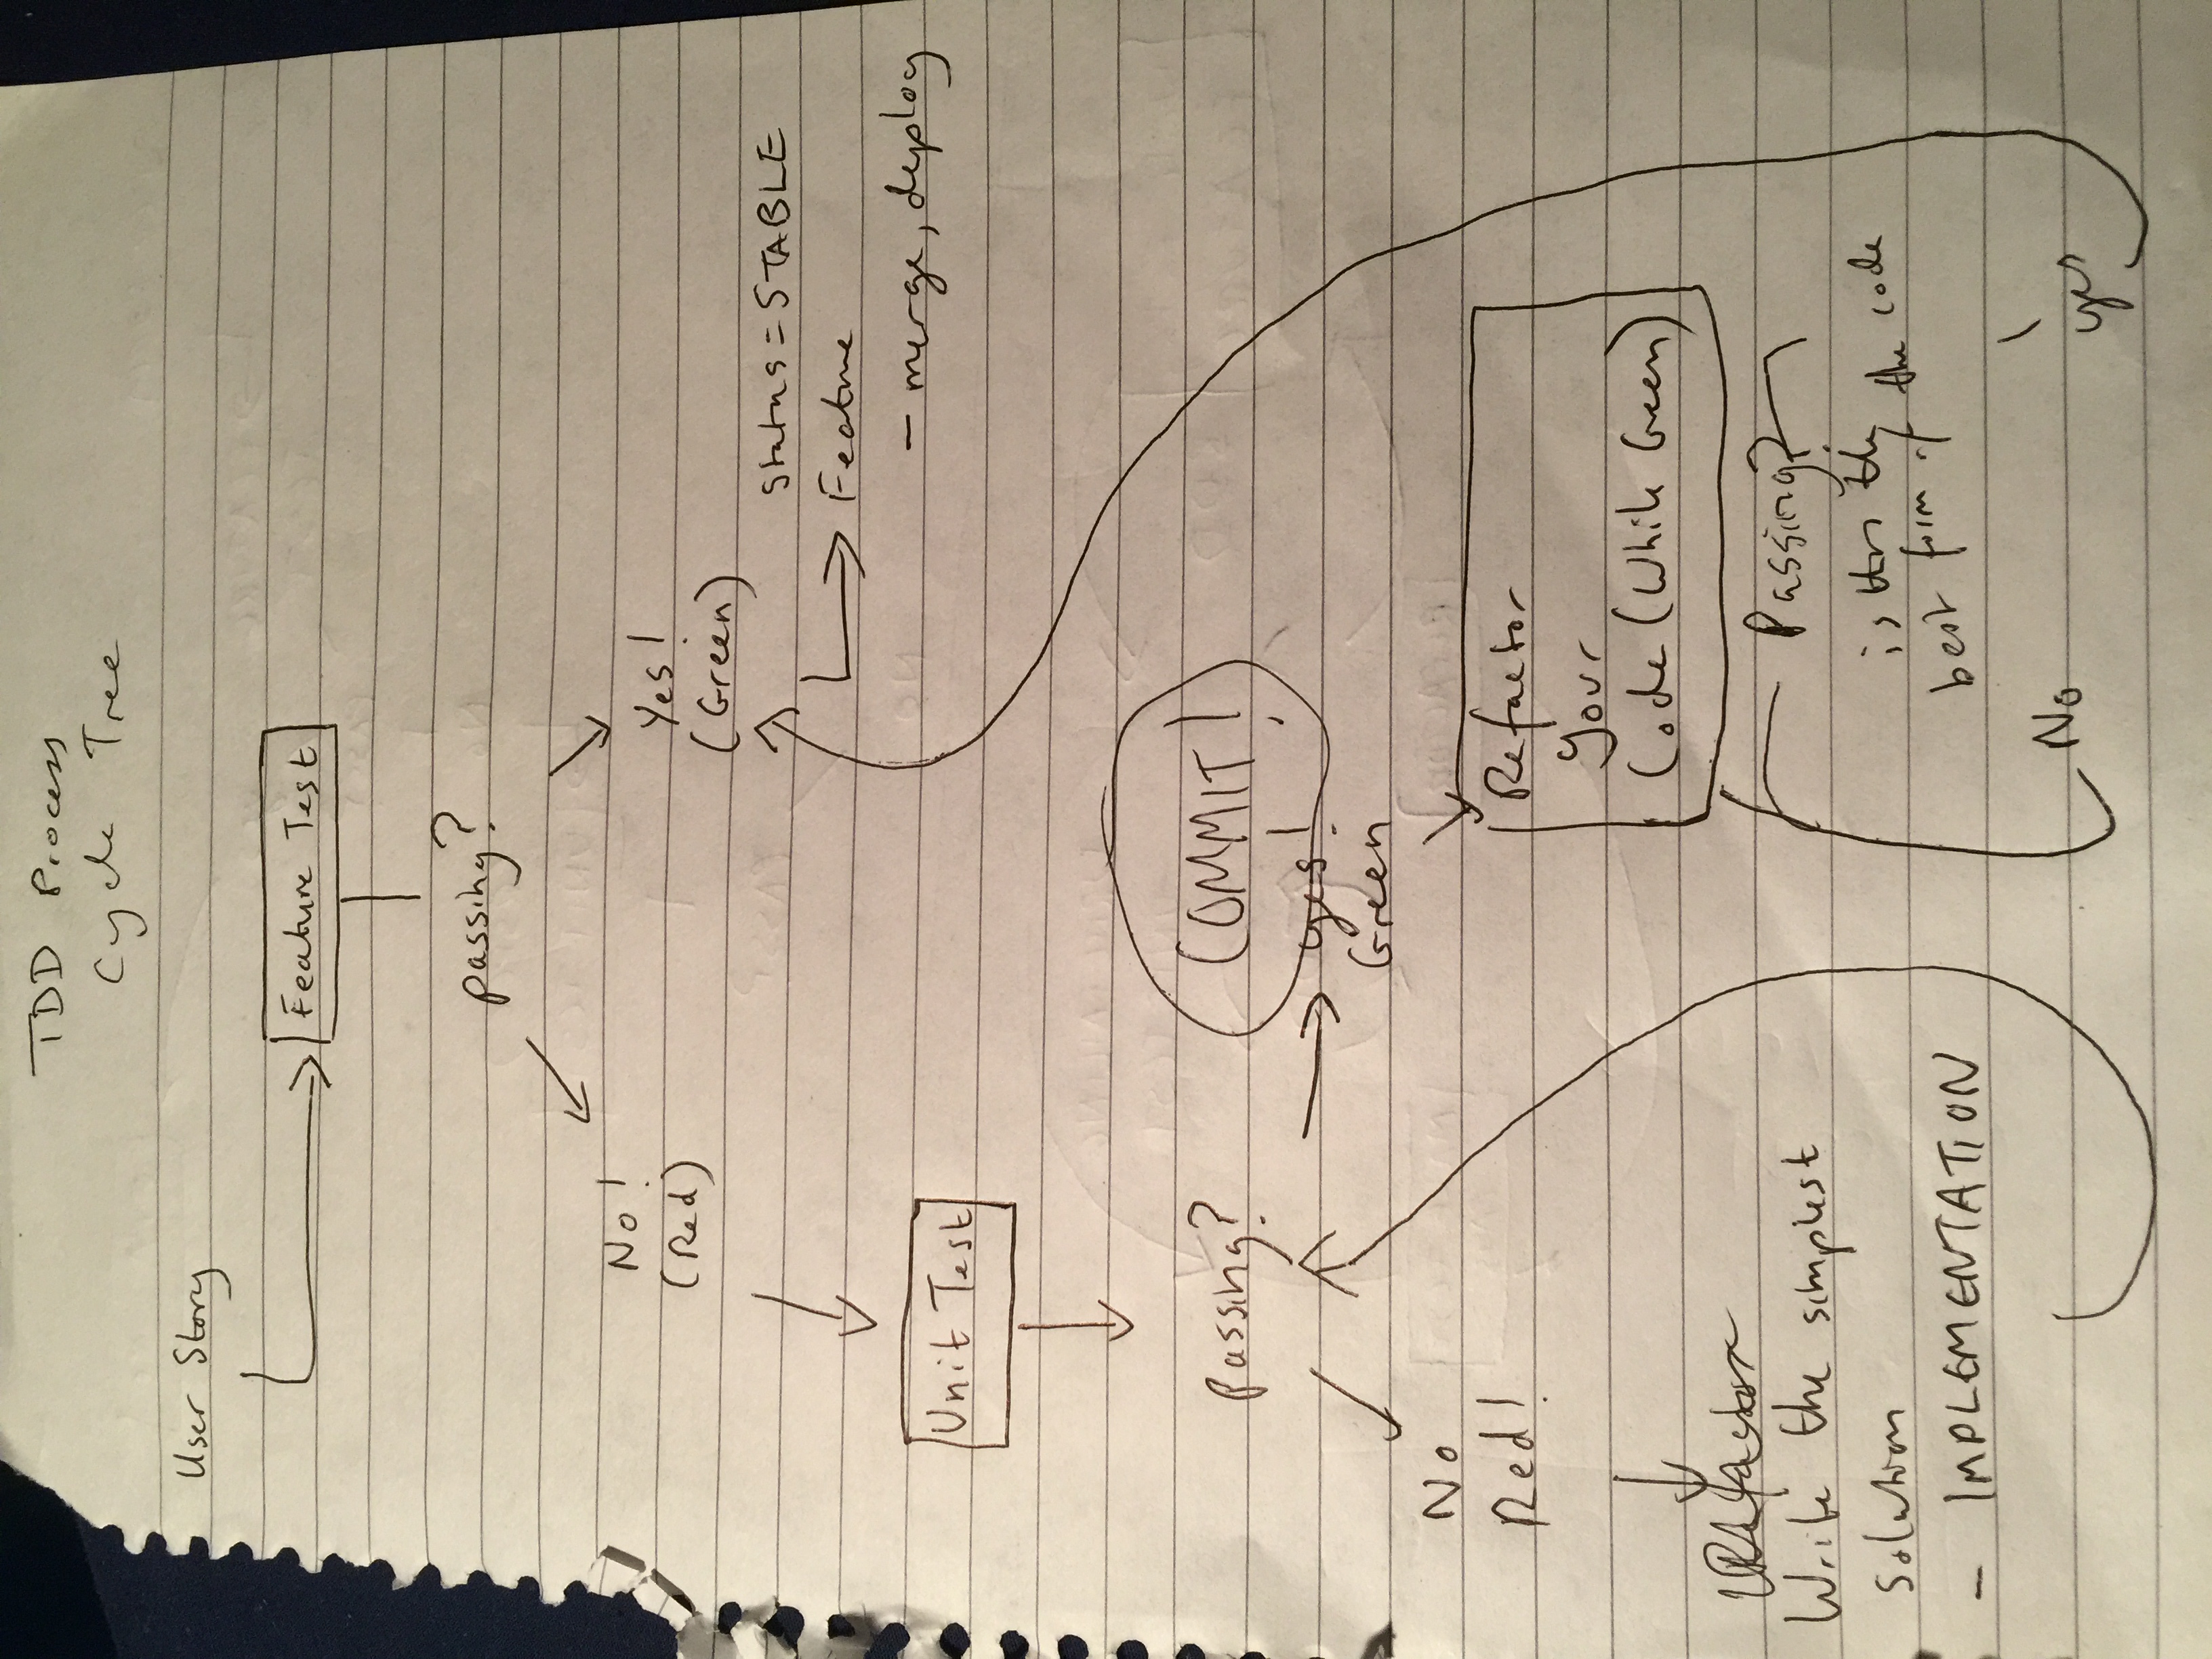 TDD Process
Cycle Tree
User Story
Feature Test
passing?
No!
(Red)
Yes!
(Green)
Status = STABLE
Feature
- merge, deploy
Unit Test
Passing?
COMMIT!
yes!
Green
No
Red!
Refactor
Your
Code (While Green)
Refactor
Write the simplest
Solution
- IMPLEMENTATION
Passing?
is this the
best form of the code
No
yes